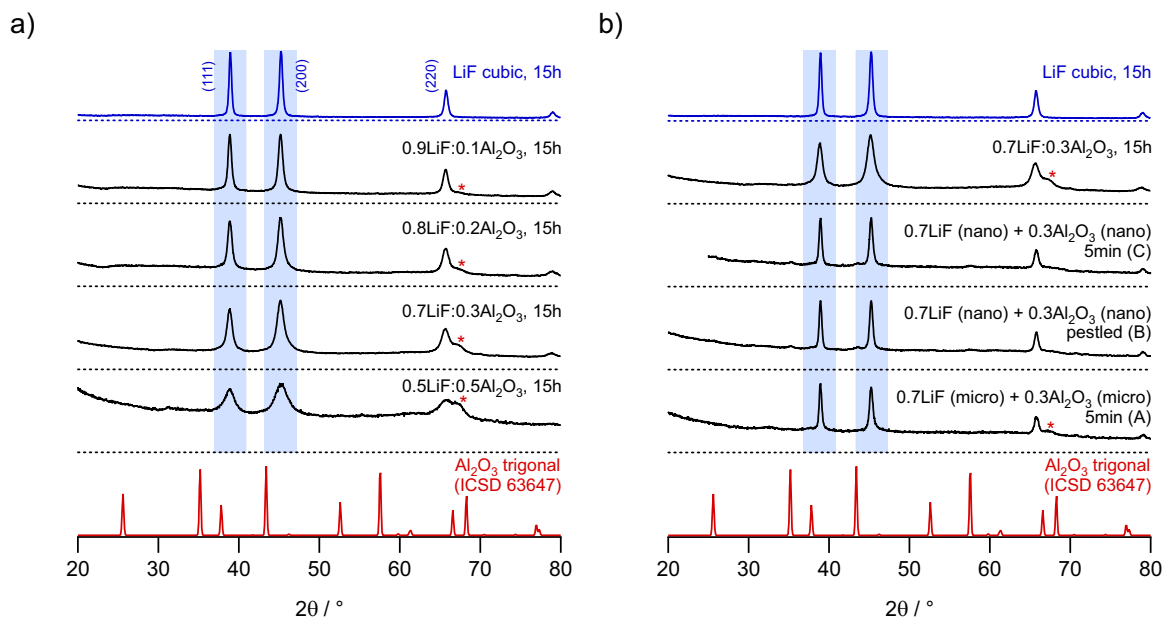 a)
(111)
(200)
(220)
LiF cubic, 15h
0.9LiF:0.1Al₂O₃, 15h
*
0.8LiF:0.2Al₂O₃, 15h
*
0.7LiF:0.3Al₂O₃, 15h
*
0.5LiF:0.5Al₂O₃, 15h
*
Al₂O₃ trigonal
(ICSD 63647)
20 30 40 50 60 70 80
2θ / °
b)
LiF cubic, 15h
0.7LiF:0.3Al₂O₃, 15h
*
0.7LiF (nano) + 0.3Al₂O₃ (nano)
5min (C)
0.7LiF (nano) + 0.3Al₂O₃ (nano)
pestled (B)
0.7LiF (micro) + 0.3Al₂O₃ (micro)
5min (A)
*
Al₂O₃ trigonal
(ICSD 63647)
20 30 40 50 60 70 80
2θ / °